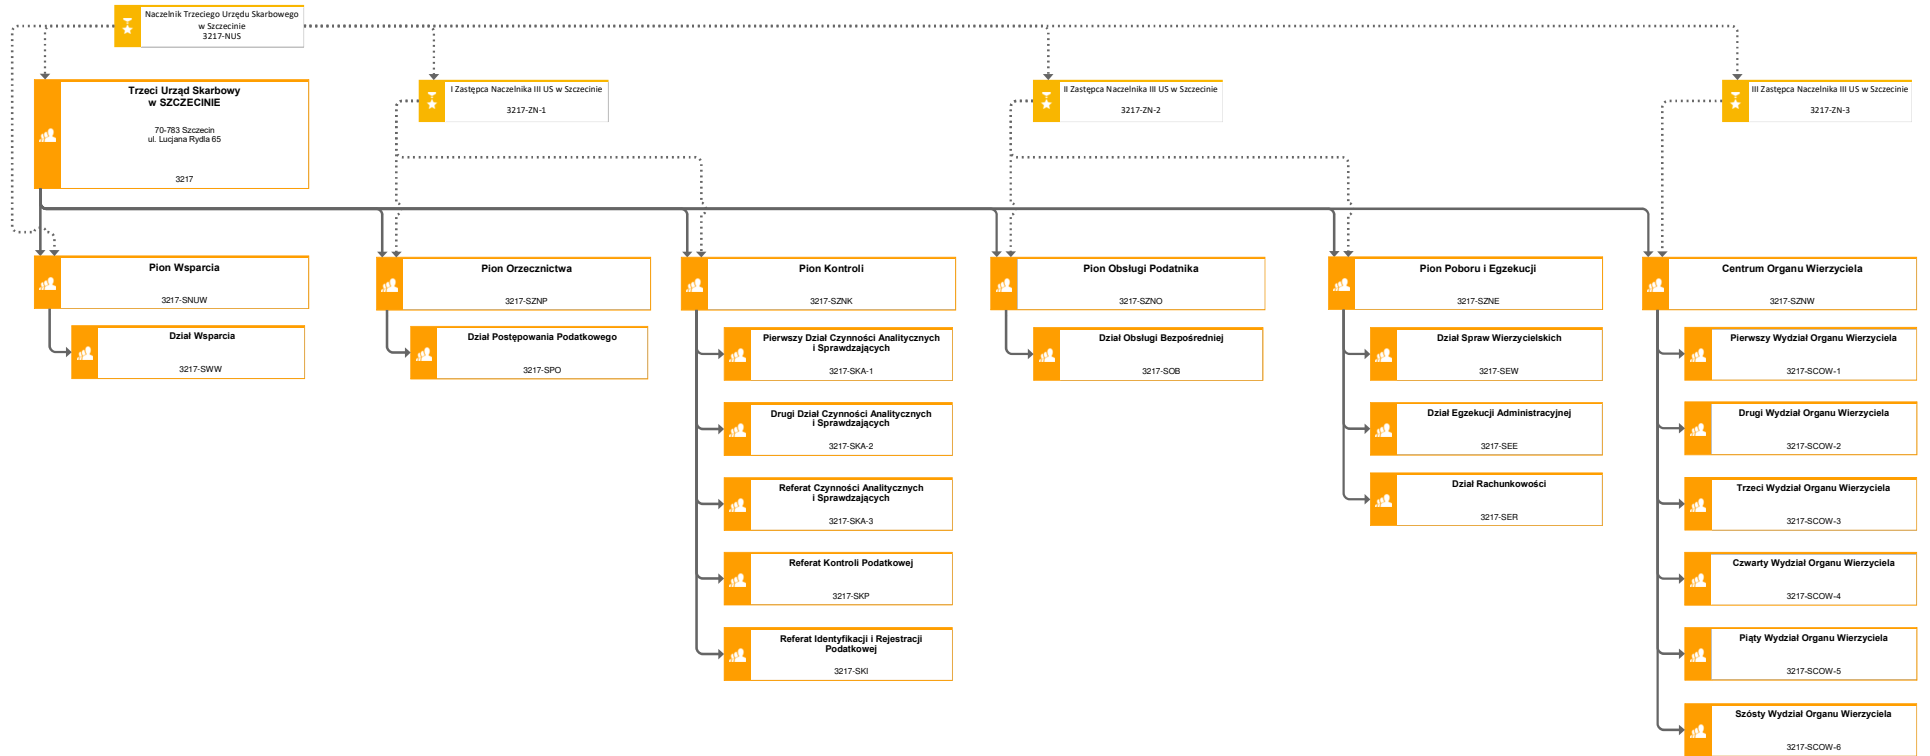 Naczelnik Trzeciego Urzędu Skarbowego
w Szczecinie
3217-NUS
Trzeci Urząd Skarbowy
w SZCZECINIE
70-783 Szczecin
ul. Lucjana Rydla 65
3217
I Zastępca Naczelnika III US w Szczecinie
3217-ZN-1
II Zastępca Naczelnika III US w Szczecinie
3217-ZN-2
III Zastępca Naczelnika III US w Szczecinie
3217-ZN-3
Pion Wsparcia
3217-SNUW
Dział Wsparcia
3217-SWW
Pion Orzecznictwa
3217-SZNP
Dział Postępowania Podatkowego
3217-SPO
Pion Kontroli
3217-SZNK
Pierwszy Dział Czynności Analitycznych
i Sprawdzających
3217-SKA-1
Drugi Dział Czynności Analitycznych
i Sprawdzających
3217-SKA-2
Referat Czynności Analitycznych
i Sprawdzających
3217-SKA-3
Referat Kontroli Podatkowej
3217-SKP
Referat Identyfikacji i Rejestracji
Podatkowej
3217-SKI
Pion Obsługi Podatnika
3217-SZNO
Dział Obsługi Bezpośredniej
3217-SOB
Pion Poboru i Egzekucji
3217-SZNE
Dział Spraw Wierzycielskich
3217-SEW
Dział Egzekucji Administracyjnej
3217-SEE
Dział Rachunkowości
3217-SER
Centrum Organu Wierzyciela
3217-SZNW
Pierwszy Wydział Organu Wierzyciela
3217-SCOW-1
Drugi Wydział Organu Wierzyciela
3217-SCOW-2
Trzeci Wydział Organu Wierzyciela
3217-SCOW-3
Czwarty Wydział Organu Wierzyciela
3217-SCOW-4
Piąty Wydział Organu Wierzyciela
3217-SCOW-5
Szósty Wydział Organu Wierzyciela
3217-SCOW-6